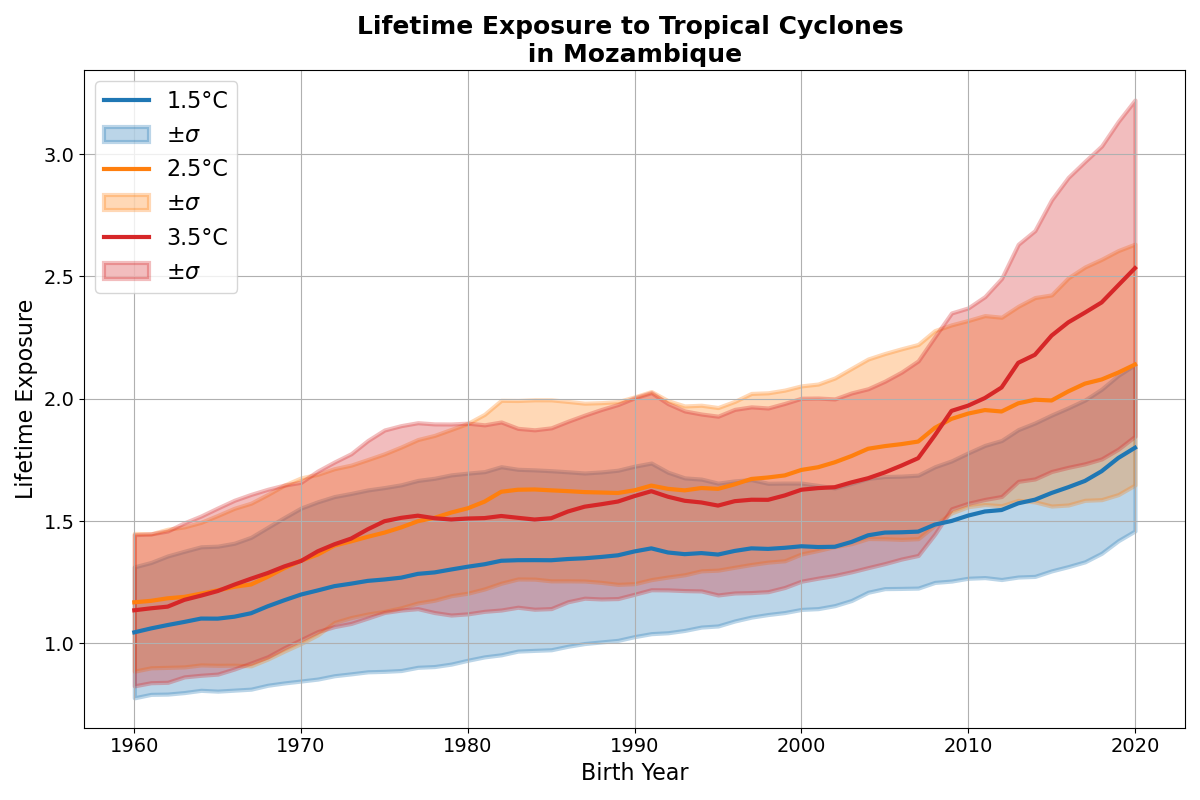 Lifetime Exposure to Tropical Cyclones
in Mozambique
1.5°C
±σ
2.5°C
±σ
3.5°C
±σ
Lifetime Exposure
3.0
2.5
2.0
1.5
1.0
1960 1970 1980 1990 2000 2010 2020
Birth Year